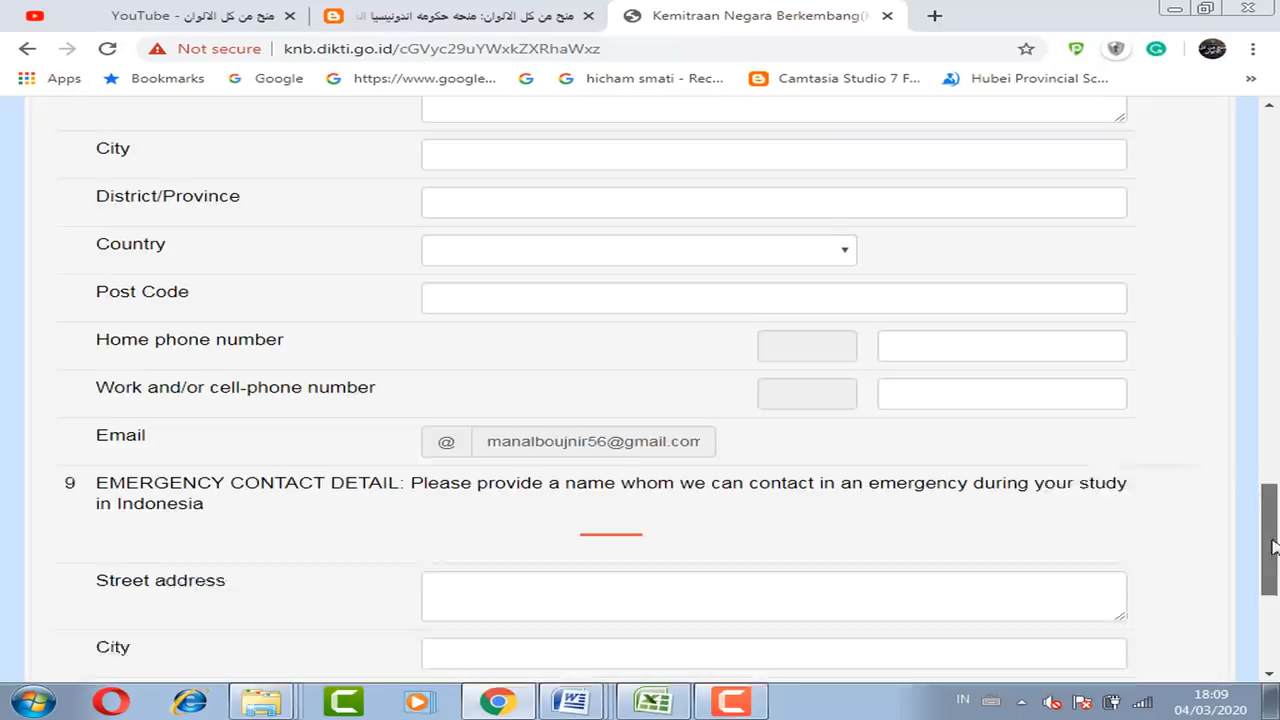 YouTube - منح من كل الالوان
منح من كل الالوان: منحه حكومه اندونيسيا ال
Kemitraan Negara Berkembang(
Not secure | knb.dikti.go.id/cGVyc29uYWxkZXRhaWxz
Apps Bookmarks Google https://www.google... hicham smati - Rec... Camtasia Studio 7 F... Hubei Provincial Sc... »
City
District/Province
Country
Post Code
Home phone number
Work and/or cell-phone number
Email @ manalboujnir56@gmail.com
9 EMERGENCY CONTACT DETAIL: Please provide a name whom we can contact in an emergency during your study
in Indonesia
Street address
City
IN 18:09
04/03/2020